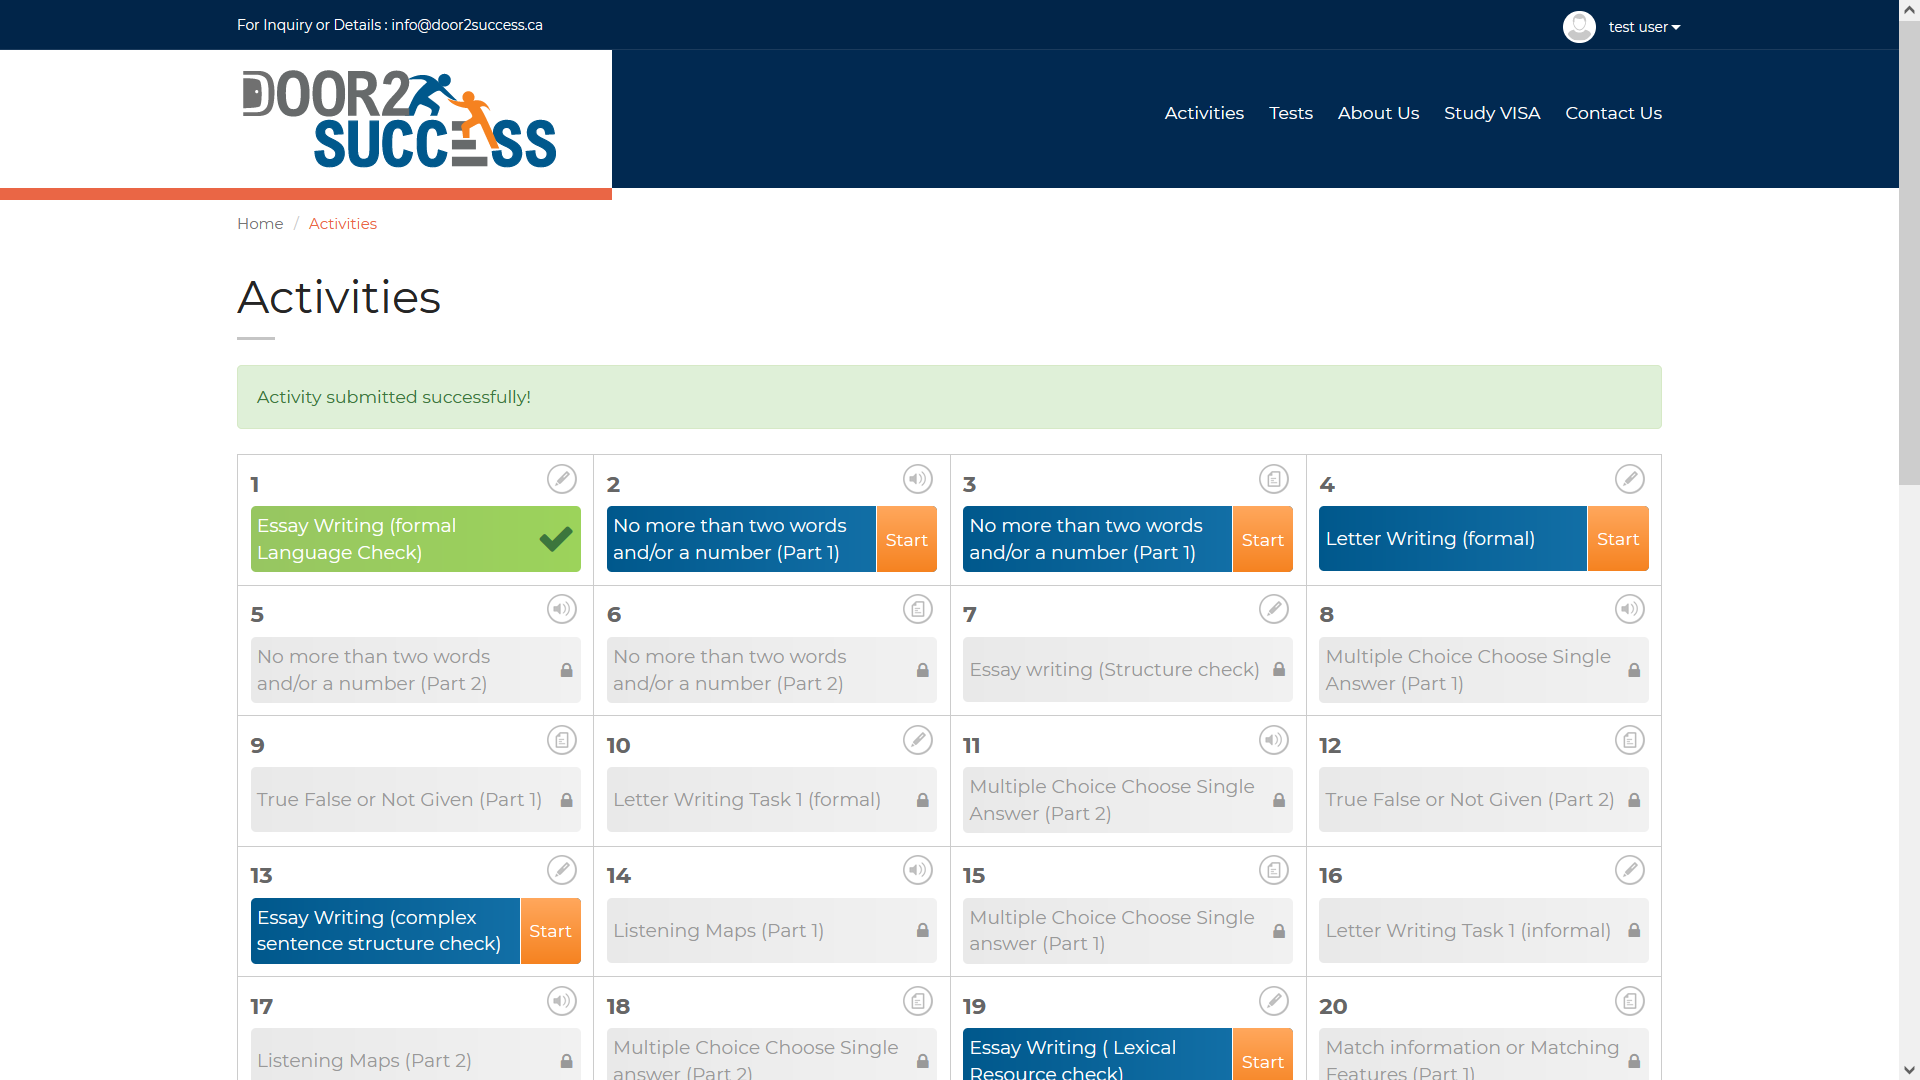 For Inquiry or Details : info@door2success.ca
test user
DOOR2
SUCCESS
Activities Tests About Us Study VISA Contact Us
Home / Activities
Activities
Activity submitted successfully!
1
Essay Writing (formal
Language Check)
2
No more than two words
and/or a number (Part 1)
Start
3
No more than two words
and/or a number (Part 1)
Start
4
Letter Writing (formal)
Start
5
No more than two words
and/or a number (Part 2)
6
No more than two words
and/or a number (Part 2)
7
Essay writing (Structure check)
8
Multiple Choice Choose Single
Answer (Part 1)
9
True False or Not Given (Part 1)
10
Letter Writing Task 1 (formal)
11
Multiple Choice Choose Single
Answer (Part 2)
12
True False or Not Given (Part 2)
13
Essay Writing (complex
sentence structure check)
Start
14
Listening Maps (Part 1)
15
Multiple Choice Choose Single
answer (Part 1)
16
Letter Writing Task 1 (informal)
17
Listening Maps (Part 2)
18
Multiple Choice Choose Single
answer (Part 2)
19
Essay Writing ( Lexical
Resource check)
Start
20
Match information or Matching
Features (Part 1)